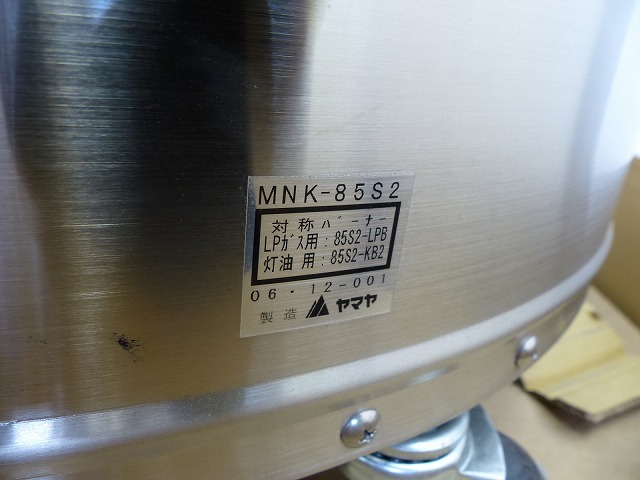 MNK-85S2
対称バーナー
LPガス用:85S2-LPB
灯油用:85S2-KB2
06・12-001
製造 ヤマヤ